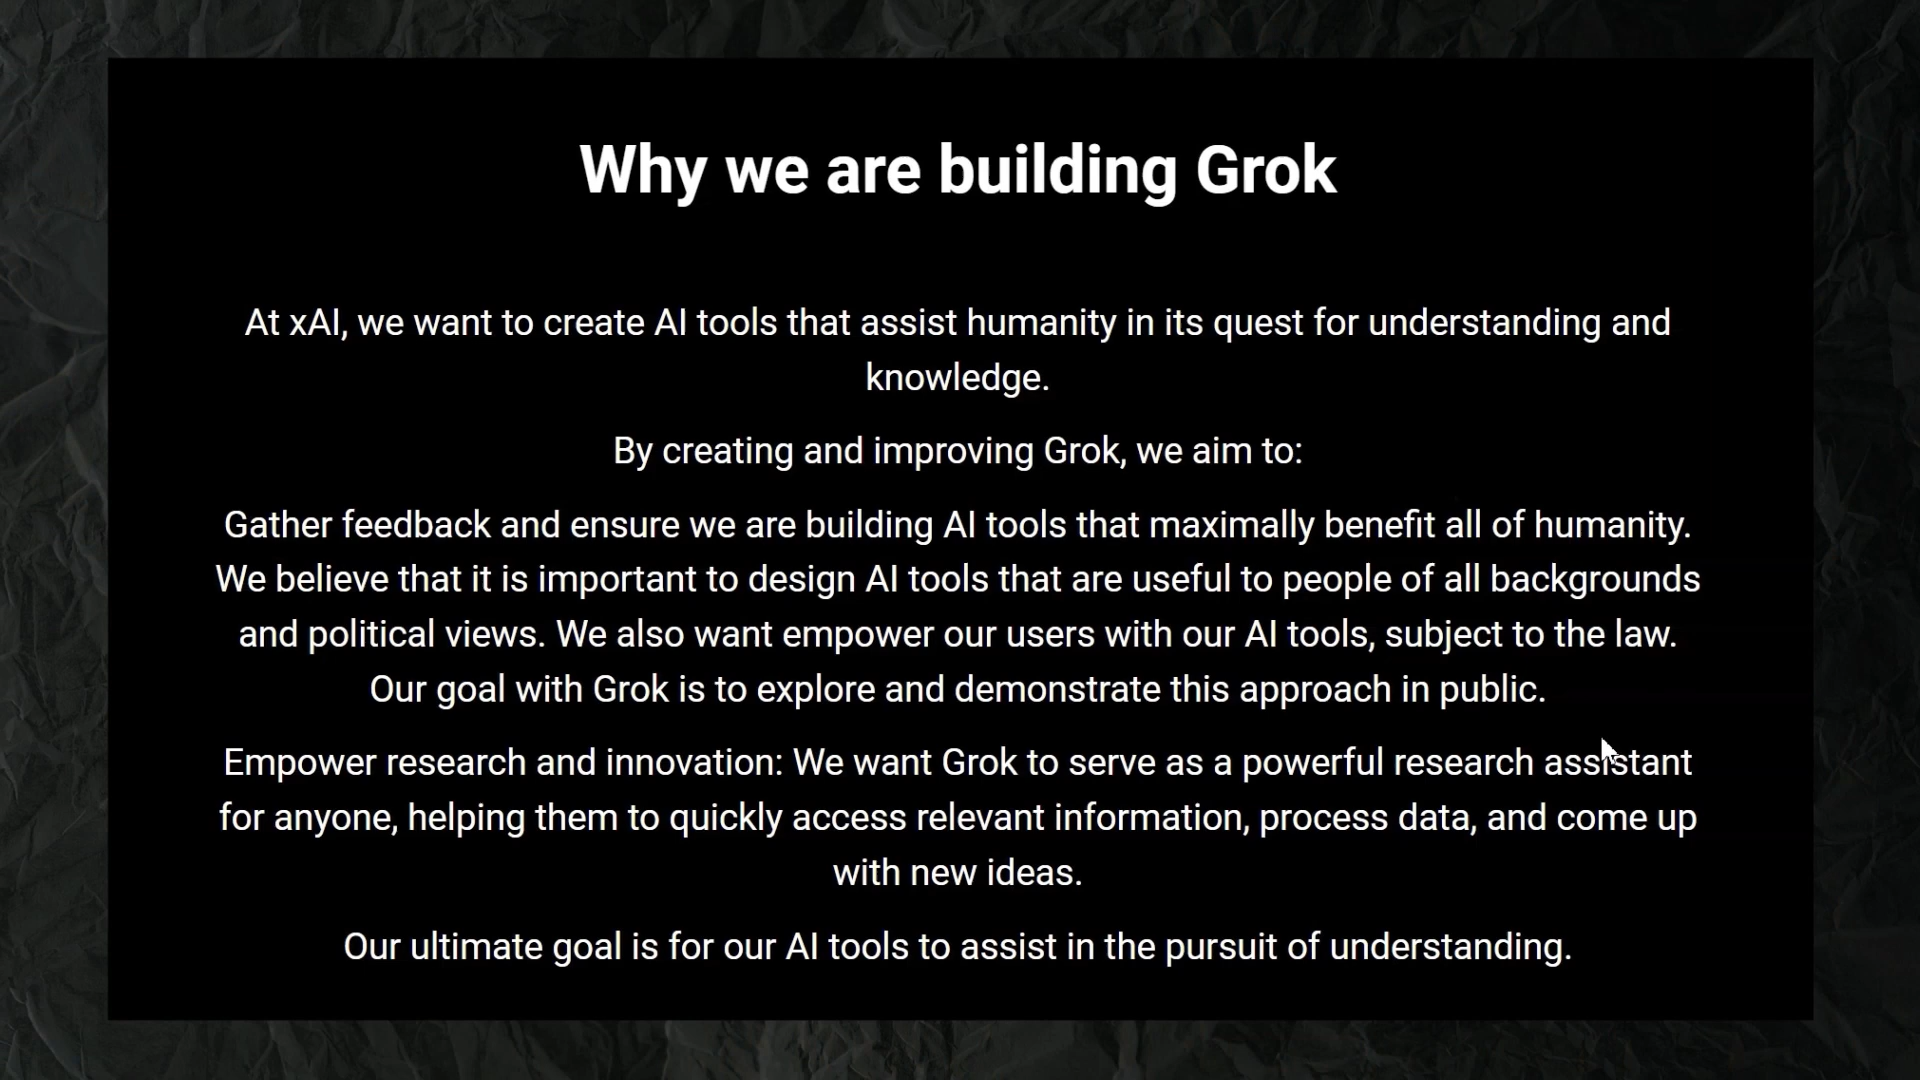 Why we are building Grok
At xAI, we want to create AI tools that assist humanity in its quest for understanding and
knowledge.
By creating and improving Grok, we aim to:
Gather feedback and ensure we are building AI tools that maximally benefit all of humanity.
We believe that it is important to design AI tools that are useful to people of all backgrounds
and political views. We also want empower our users with our AI tools, subject to the law.
Our goal with Grok is to explore and demonstrate this approach in public.
Empower research and innovation: We want Grok to serve as a powerful research assistant
for anyone, helping them to quickly access relevant information, process data, and come up
with new ideas.
Our ultimate goal is for our AI tools to assist in the pursuit of understanding.